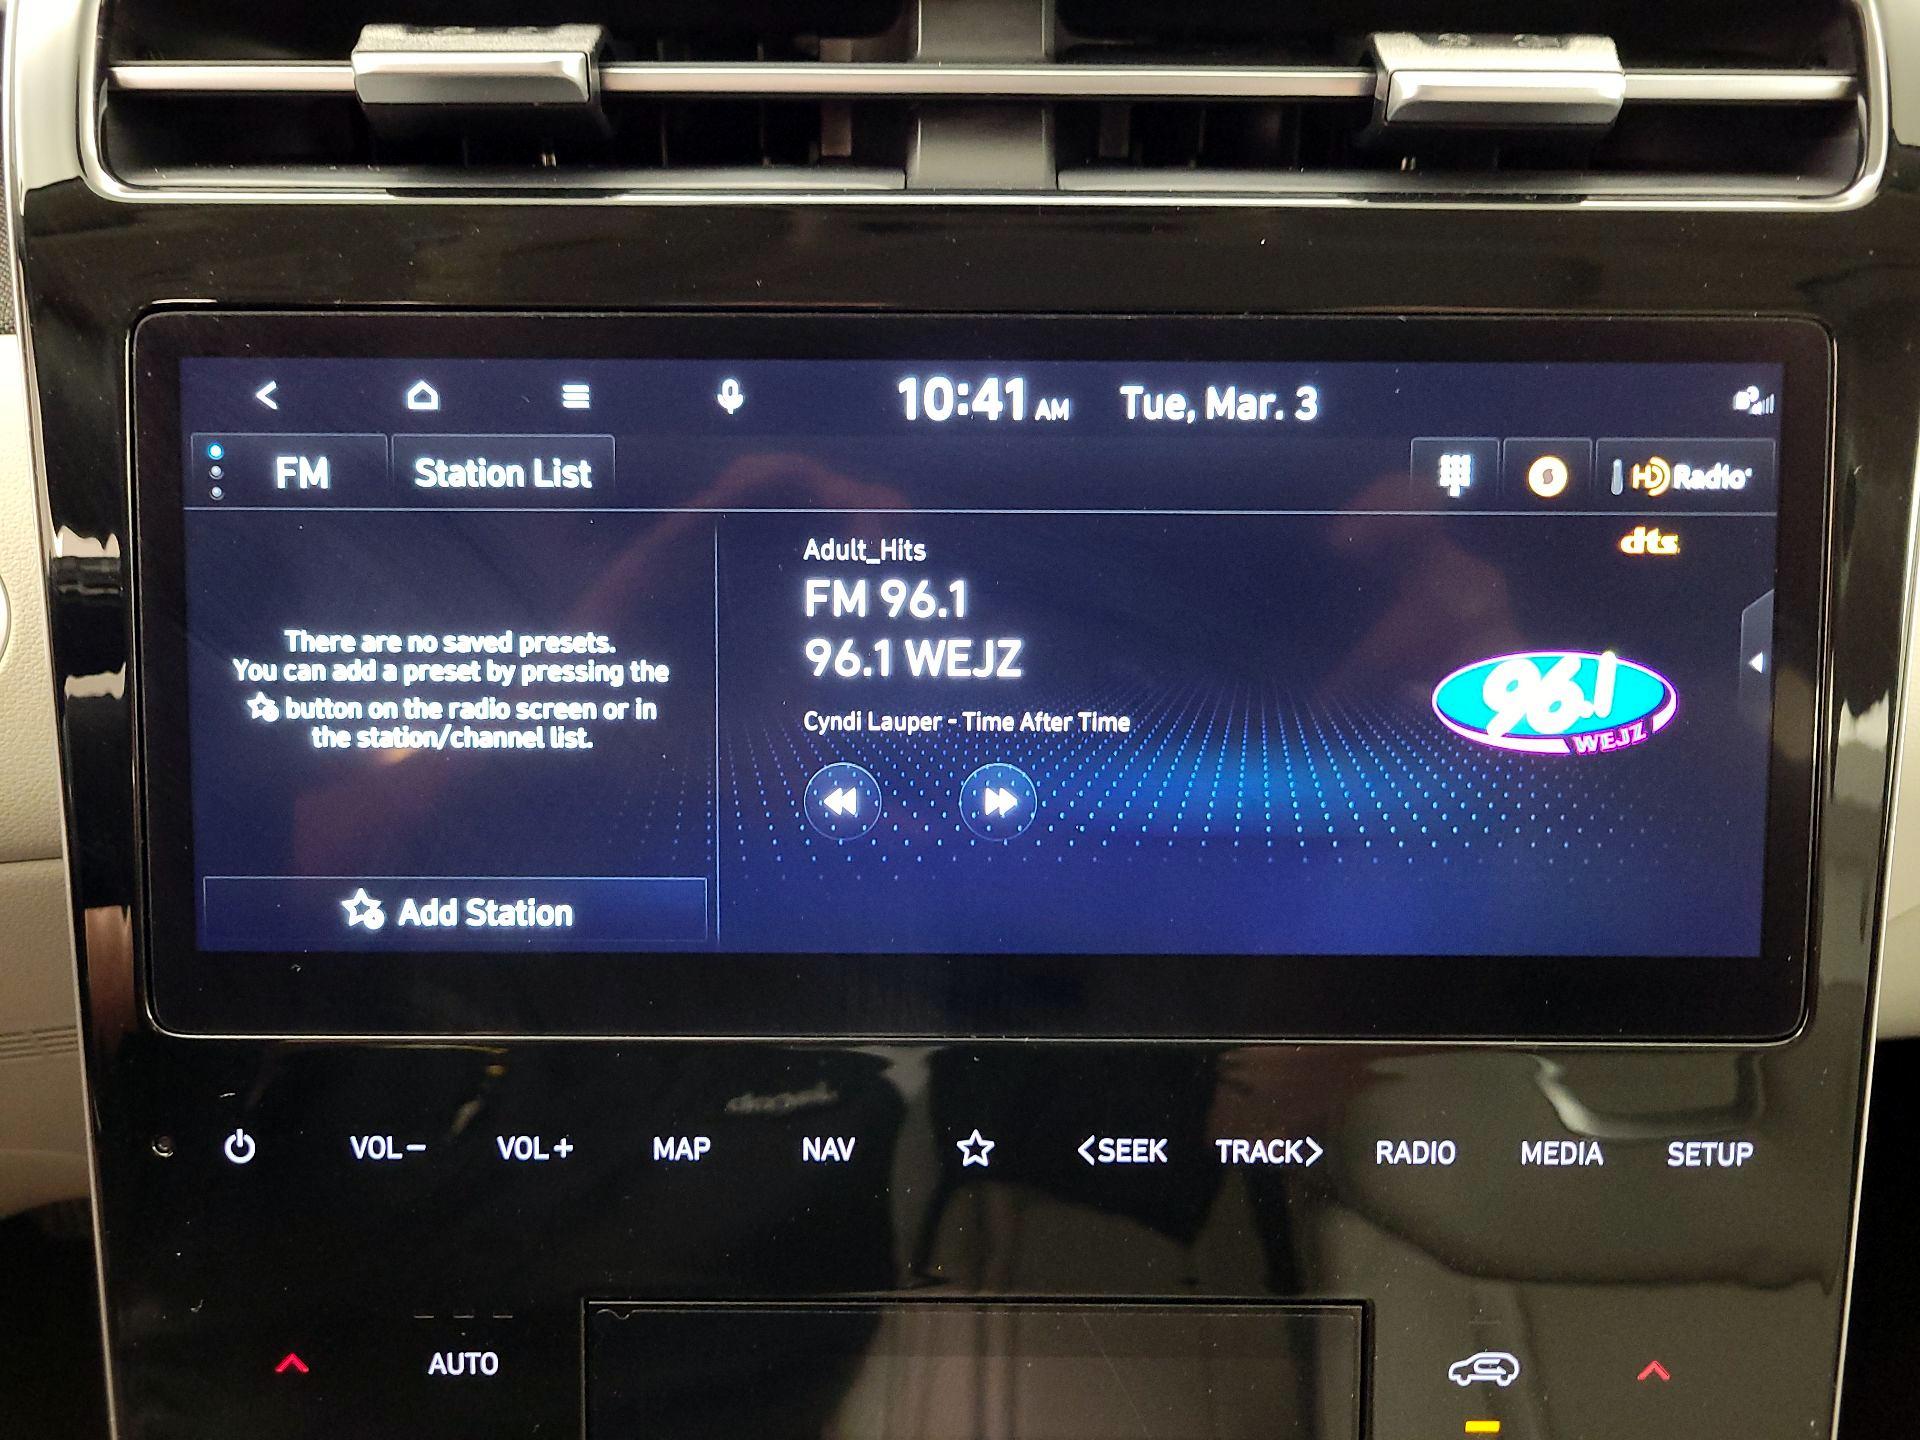 10:41 AM Tue, Mar. 3
FM Station List HD Radio
dts
Adult_Hits
FM 96.1
96.1 WEJZ
Cyndi Lauper - Time After Time
There are no saved presets.
You can add a preset by pressing the
button on the radio screen or in
the station/channel list.
96.1
WEJZ
Add Station
VOL− VOL+ MAP NAV <SEEK TRACK> RADIO MEDIA SETUP
AUTO